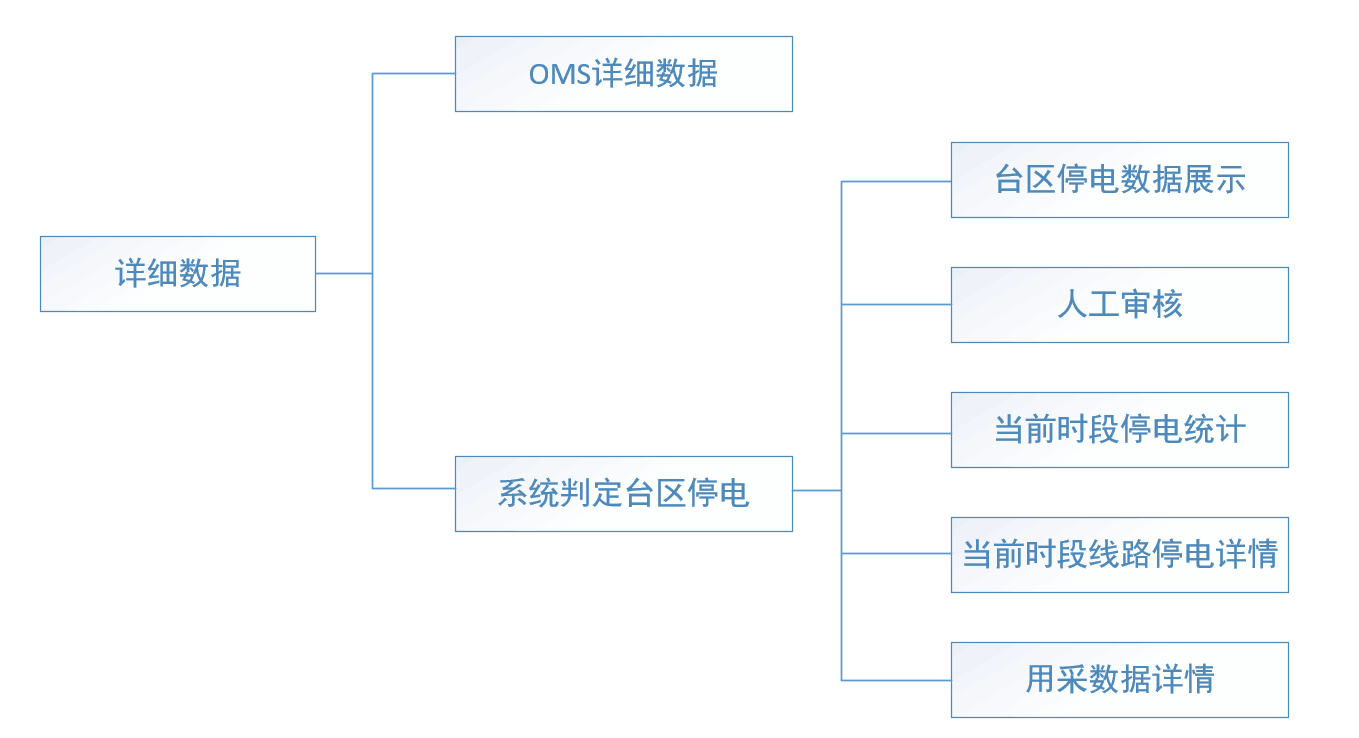 OMS详细数据
台区停电数据展示
详细数据
人工审核
当前时段停电统计
系统判定台区停电
当前时段线路停电详情
用采数据详情